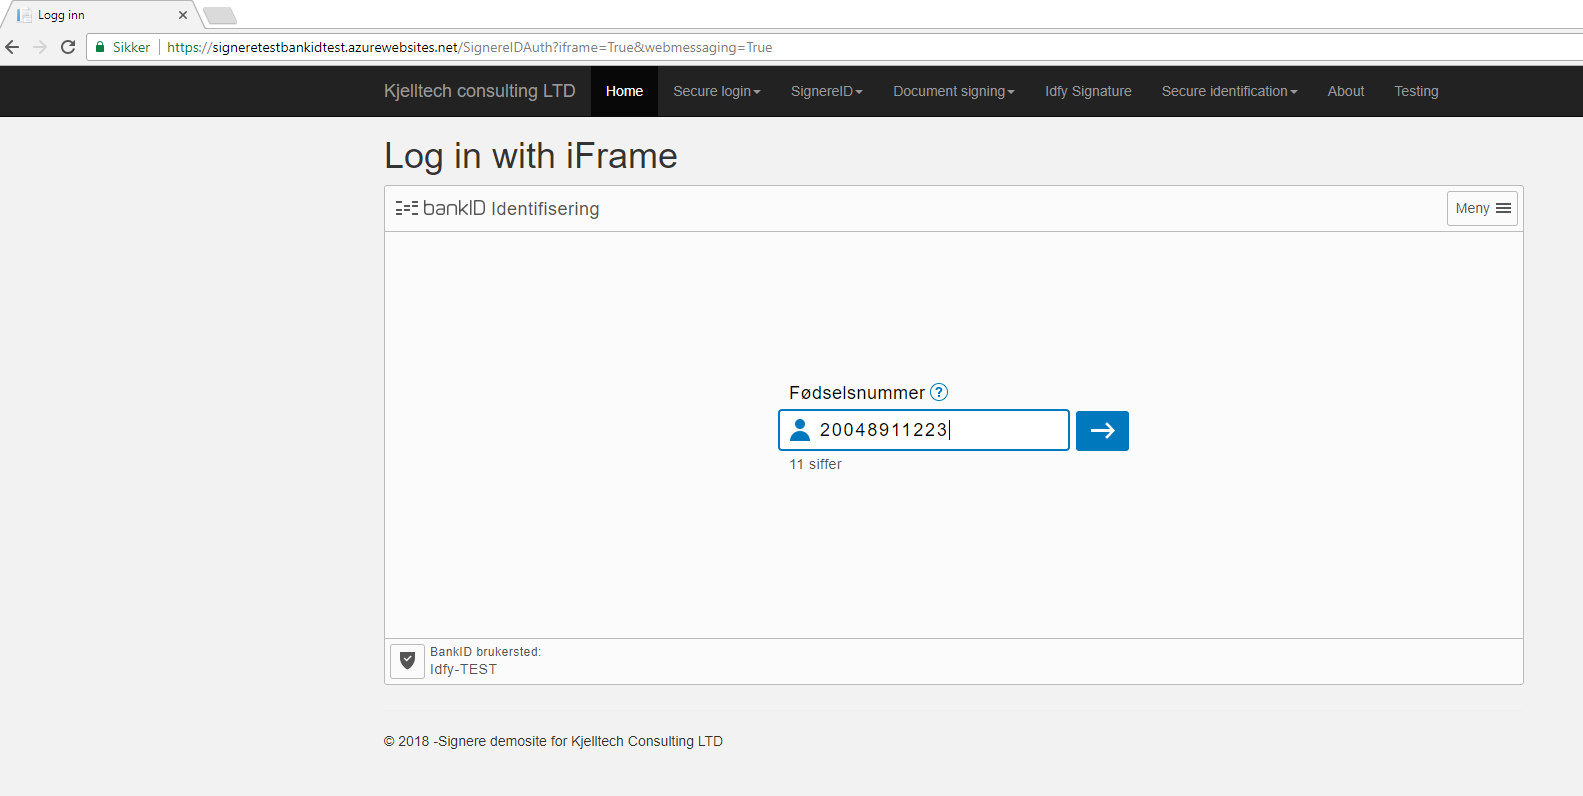 Logg inn
Sikker https://signeretestbankidtest.azurewebsites.net/SignereIDAuth?iframe=True&webmessaging=True
Kjelltech consulting LTD Home Secure login SignereID Document signing Idfy Signature Secure identification About Testing
Log in with iFrame
bankID Identifisering Meny
Fødselsnummer ?
20048911223
11 siffer
BankID brukersted:
Idfy-TEST
© 2018 -Signere demosite for Kjelltech Consulting LTD